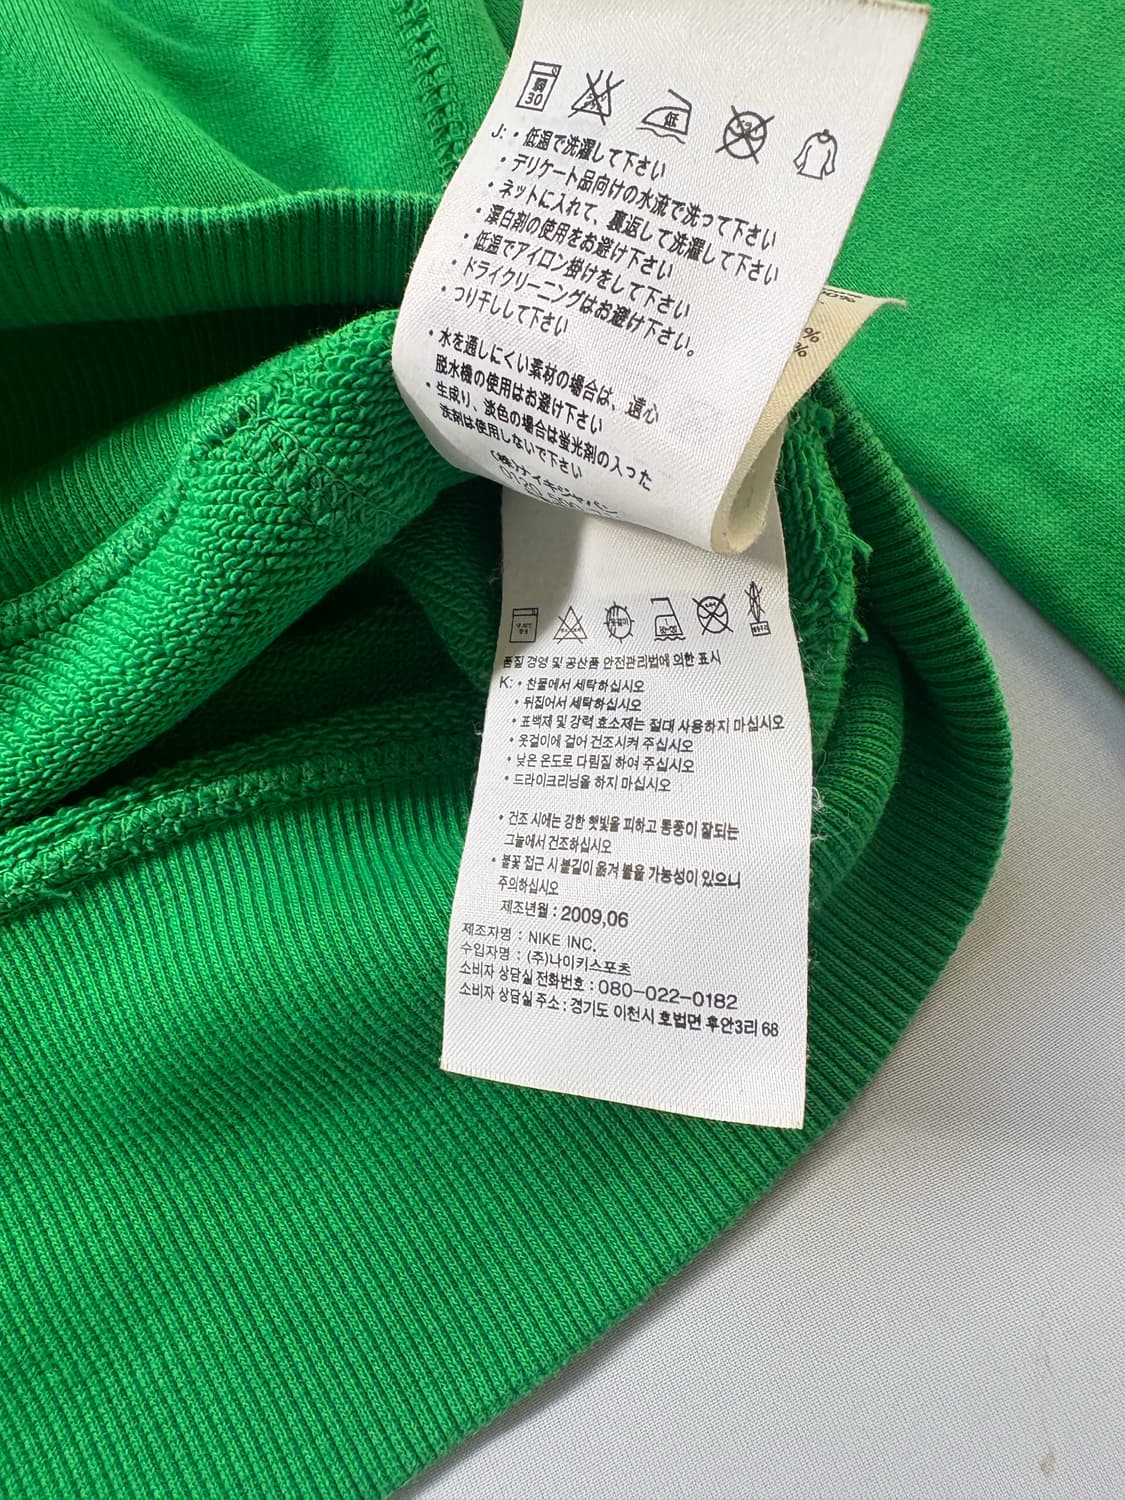 弱
30
低
J: ・低温で洗濯して下さい
・デリケート品向けの水流で洗って下さい
・ネットに入れて、裏返して洗濯して下さい
・漂白剤の使用をお避け下さい
・低温でアイロン掛けをして下さい
・ドライクリーニングはお避け下さい。
・つり干しして下さい
・水を通しにくい素材の場合は、遠心
脱水機の使用はお避け下さい
・生成り、淡色の場合は蛍光剤の入った
洗剤は使用しないで下さい
(株)ナイキジャパン
%
%
품질 경영 및 공산품 안전관리법에 의한 표시
K: • 찬물에서 세탁하십시오
• 뒤집어서 세탁하십시오
• 표백제 및 강력 효소제는 절대 사용하지 마십시오
• 옷걸이에 걸어 건조시켜 주십시오
• 낮은 온도로 다림질 하여 주십시오
• 드라이크리닝을 하지 마십시오
• 건조 시에는 강한 햇빛을 피하고 통풍이 잘되는
그늘에서 건조하십시오
• 불꽃 접근 시 불길이 옮겨 붙을 가능성이 있으니
주의하십시오
제조년월 : 2009,06
제조자명 : NIKE INC.
수입자명 : (주)나이키스포츠
소비자 상담실 전화번호 : 080-022-0182
소비자 상담실 주소 : 경기도 이천시 호법면 후안3리 68